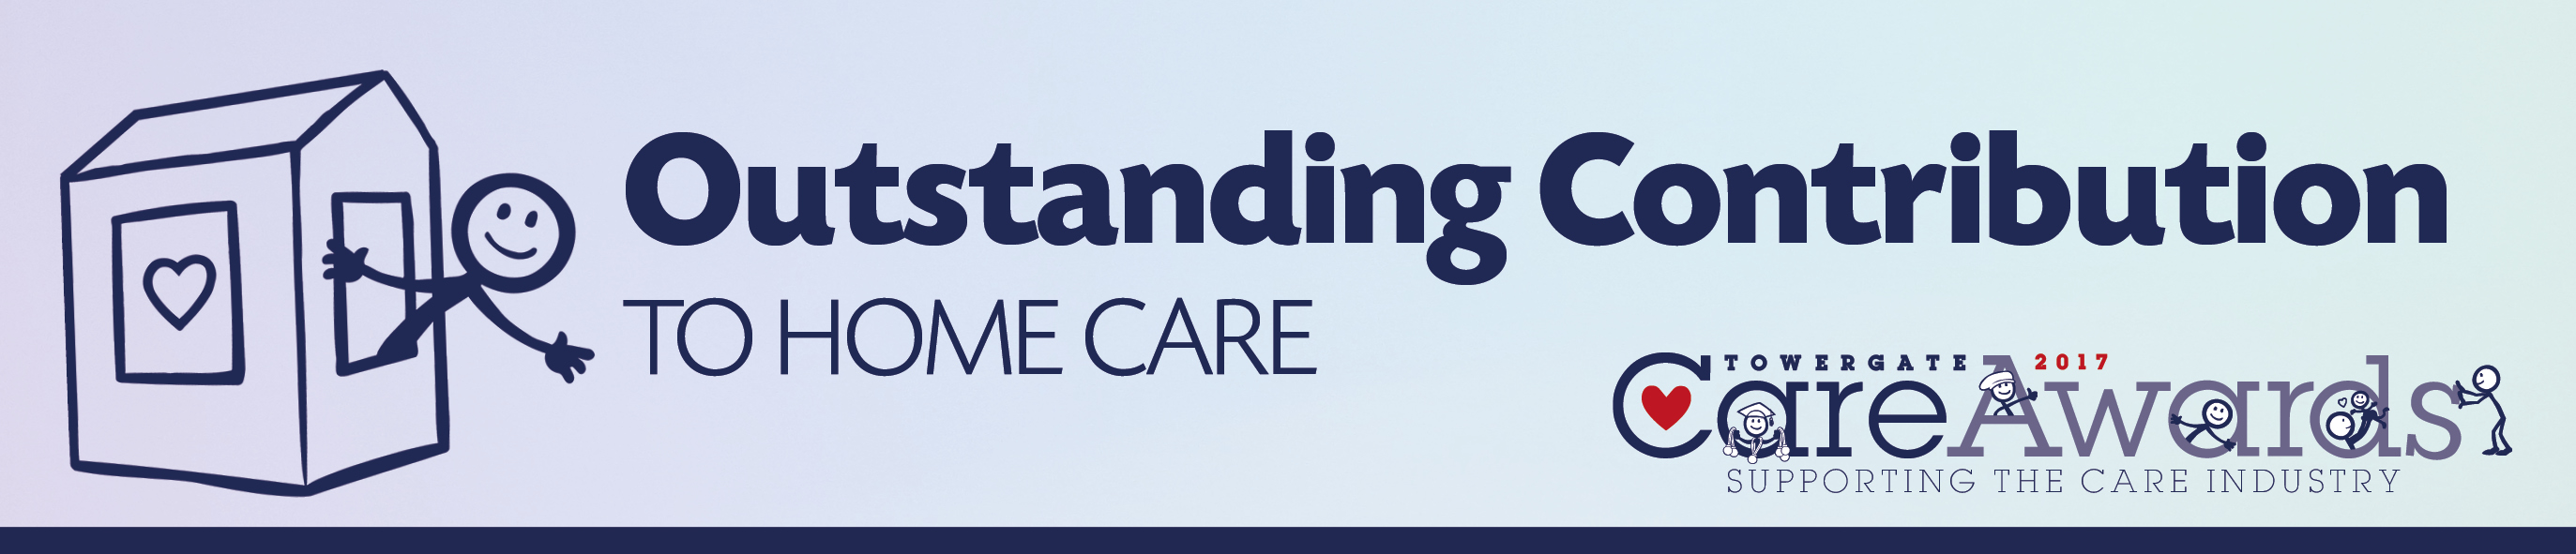 Outstanding Contribution
TO HOME CARE
TOWERGATE 2017
CareAwards
SUPPORTING THE CARE INDUSTRY